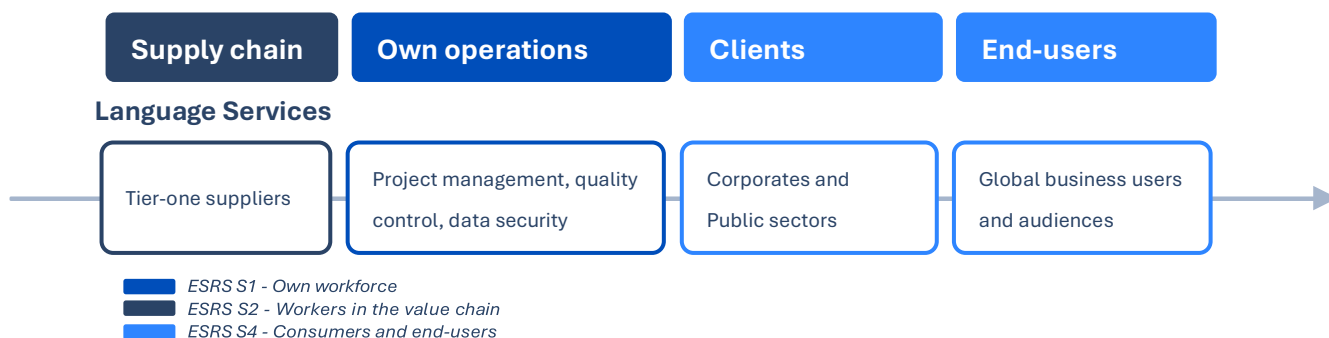 Supply chain
Own operations
Clients
End-users
Language Services
Tier-one suppliers
Project management, quality
control, data security
Corporates and
Public sectors
Global business users
and audiences
ESRS S1 - Own workforce
ESRS S2 - Workers in the value chain
ESRS S4 - Consumers and end-users